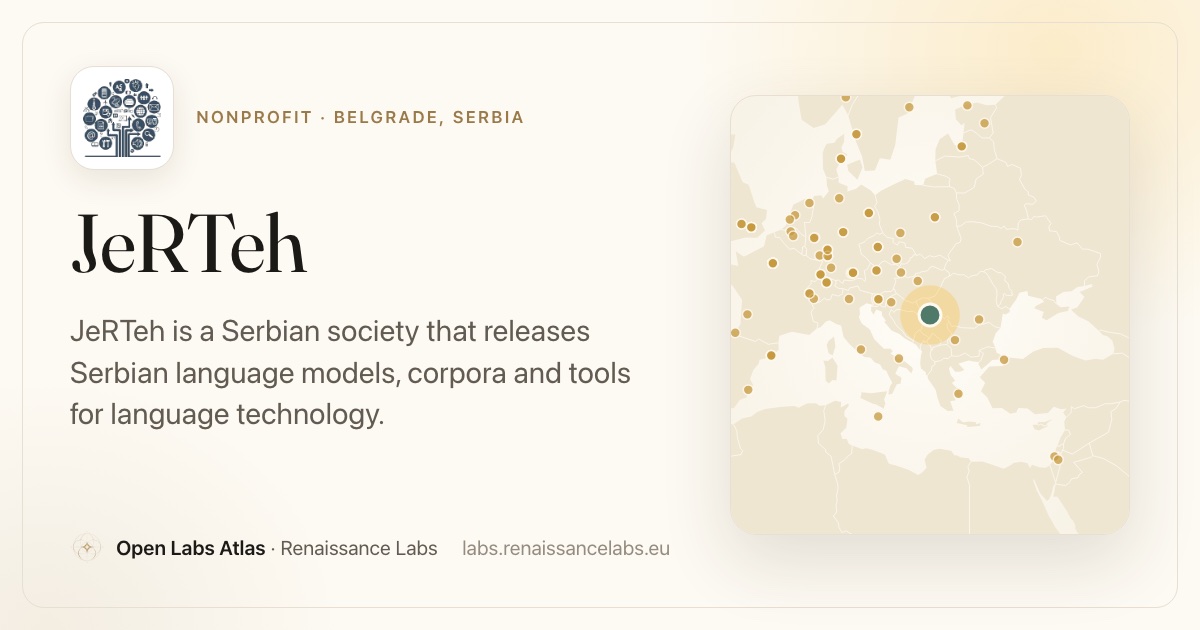 NONPROFIT · BELGRADE, SERBIA
JeRTeh
JeRTeh is a Serbian society that releases
Serbian language models, corpora and tools
for language technology.
Open Labs Atlas · Renaissance Labs labs.renaissancelabs.eu